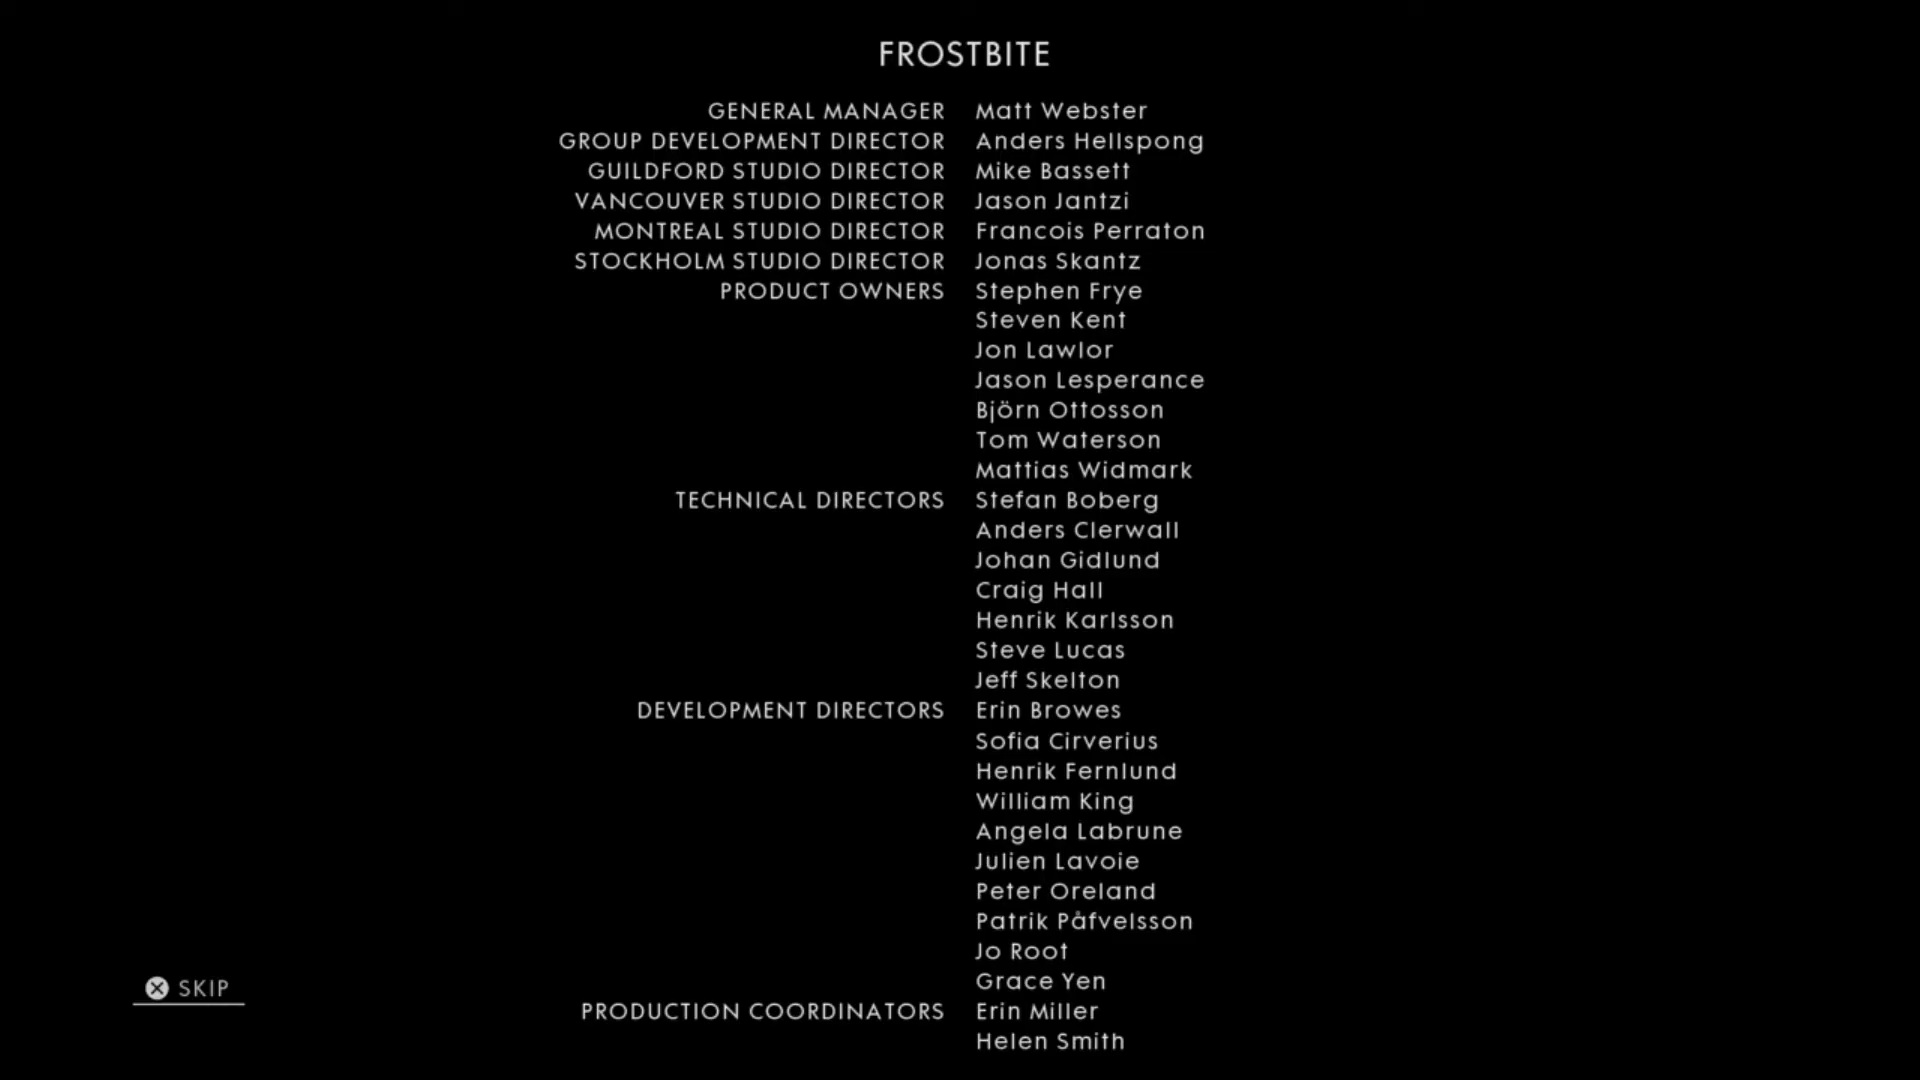 FROSTBITE
GENERAL MANAGER Matt Webster
GROUP DEVELOPMENT DIRECTOR Anders Hellspong
GUILDFORD STUDIO DIRECTOR Mike Bassett
VANCOUVER STUDIO DIRECTOR Jason Jantzi
MONTREAL STUDIO DIRECTOR Francois Perraton
STOCKHOLM STUDIO DIRECTOR Jonas Skantz
PRODUCT OWNERS Stephen Frye
Steven Kent
Jon Lawlor
Jason Lesperance
Björn Ottosson
Tom Waterson
Mattias Widmark
TECHNICAL DIRECTORS Stefan Boberg
Anders Clerwall
Johan Gidlund
Craig Hall
Henrik Karlsson
Steve Lucas
Jeff Skelton
DEVELOPMENT DIRECTORS Erin Browes
Sofia Cirverius
Henrik Fernlund
William King
Angela Labrune
Julien Lavoie
Peter Oreland
Patrik Påfvelsson
Jo Root
Grace Yen
SKIP
PRODUCTION COORDINATORS Erin Miller
Helen Smith